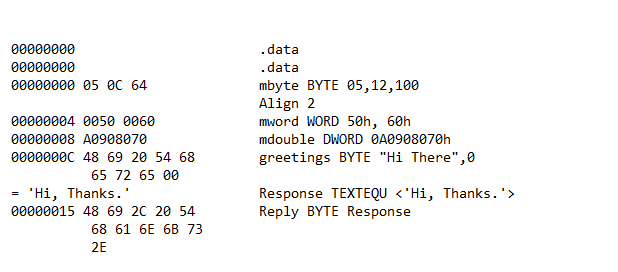 00000000                       .data
00000000                       .data
00000000 05 0C 64              mbyte BYTE 05,12,100
                               Align 2
00000004 0050 0060             mword WORD 50h, 60h
00000008 A0908070              mdouble DWORD 0A0908070h
0000000C 48 69 20 54 68        greetings BYTE "Hi There",0
          65 72 65 00
= 'Hi, Thanks.'                Response TEXTEQU <'Hi, Thanks.'>
00000015 48 69 2C 20 54        Reply BYTE Response
          68 61 6E 6B 73
          2E